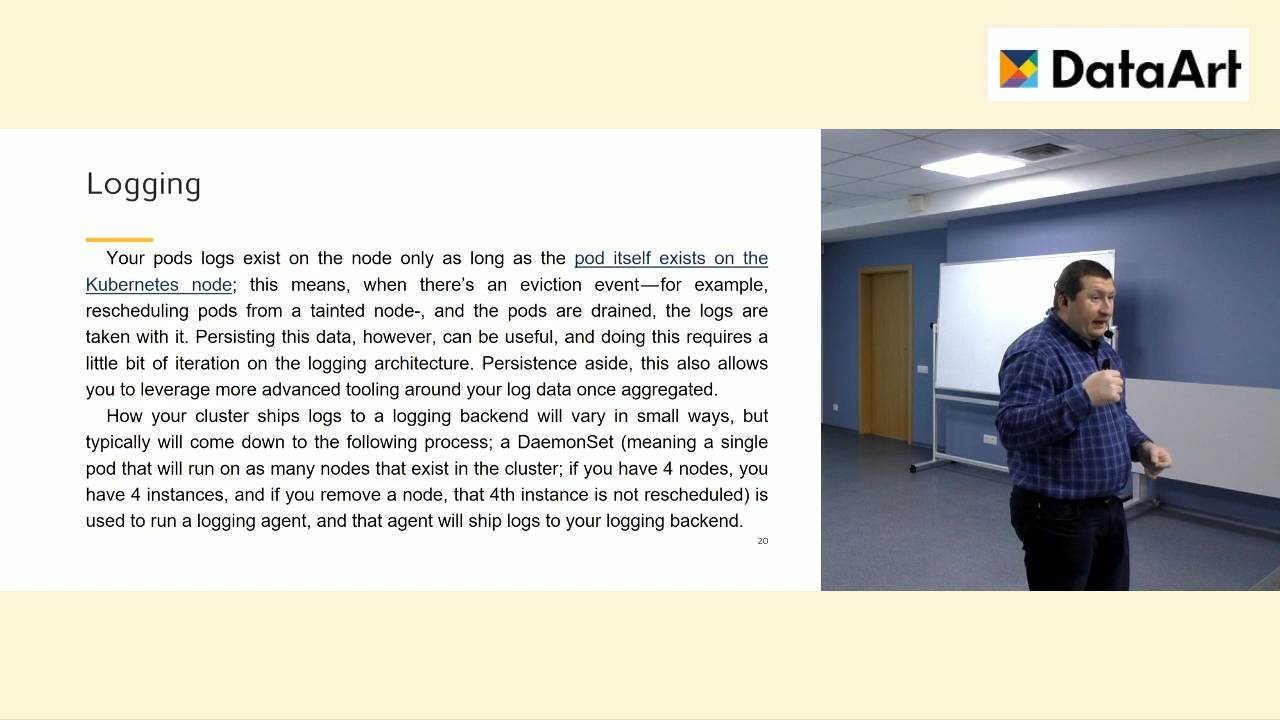 DataArt
Logging
Your pods logs exist on the node only as long as the pod itself exists on the
Kubernetes node; this means, when there’s an eviction event—for example,
rescheduling pods from a tainted node-, and the pods are drained, the logs are
taken with it. Persisting this data, however, can be useful, and doing this requires a
little bit of iteration on the logging architecture. Persistence aside, this also allows
you to leverage more advanced tooling around your log data once aggregated.
How your cluster ships logs to a logging backend will vary in small ways, but
typically will come down to the following process; a DaemonSet (meaning a single
pod that will run on as many nodes that exist in the cluster; if you have 4 nodes, you
have 4 instances, and if you remove a node, that 4th instance is not rescheduled) is
used to run a logging agent, and that agent will ship logs to your logging backend.
20